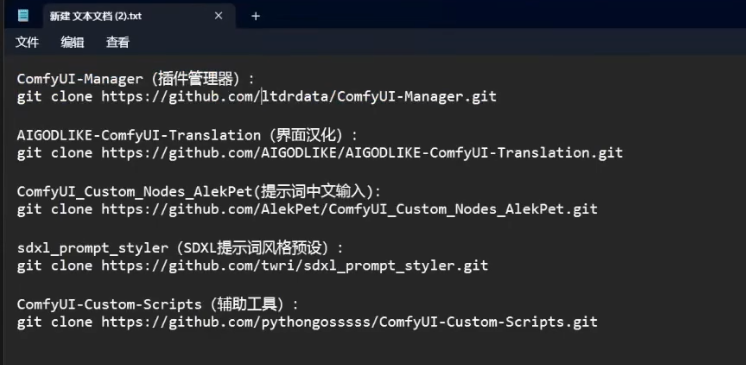 新建 文本文档 (2).txt
文件 编辑 查看
ComfyUI-Manager（插件管理器）:
git clone https://github.com/ltdrdata/ComfyUI-Manager.git
AIGODLIKE-ComfyUI-Translation（界面汉化）:
git clone https://github.com/AIGODLIKE/AIGODLIKE-ComfyUI-Translation.git
ComfyUI_Custom_Nodes_AlekPet(提示词中文输入):
git clone https://github.com/AlekPet/ComfyUI_Custom_Nodes_AlekPet.git
sdxl_prompt_styler（SDXL提示词风格预设）:
git clone https://github.com/twri/sdxl_prompt_styler.git
ComfyUI-Custom-Scripts（辅助工具）:
git clone https://github.com/pythongosssss/ComfyUI-Custom-Scripts.git